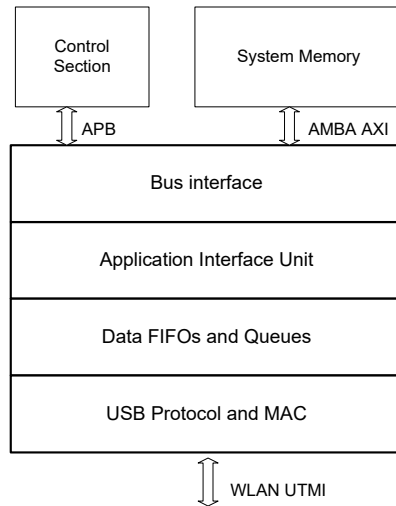 Control
Section
System Memory
APB
AMBA AXI
Bus interface
Application Interface Unit
Data FIFOs and Queues
USB Protocol and MAC
WLAN UTMI